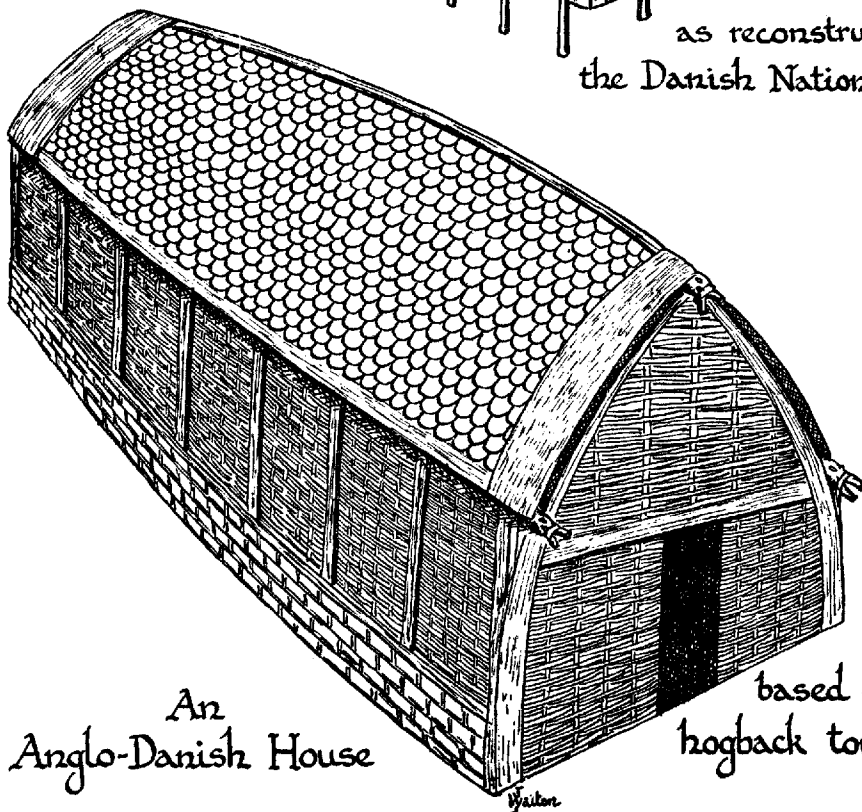 as reconstru
the Danish Nation
An
Anglo-Danish House
based
hogback to